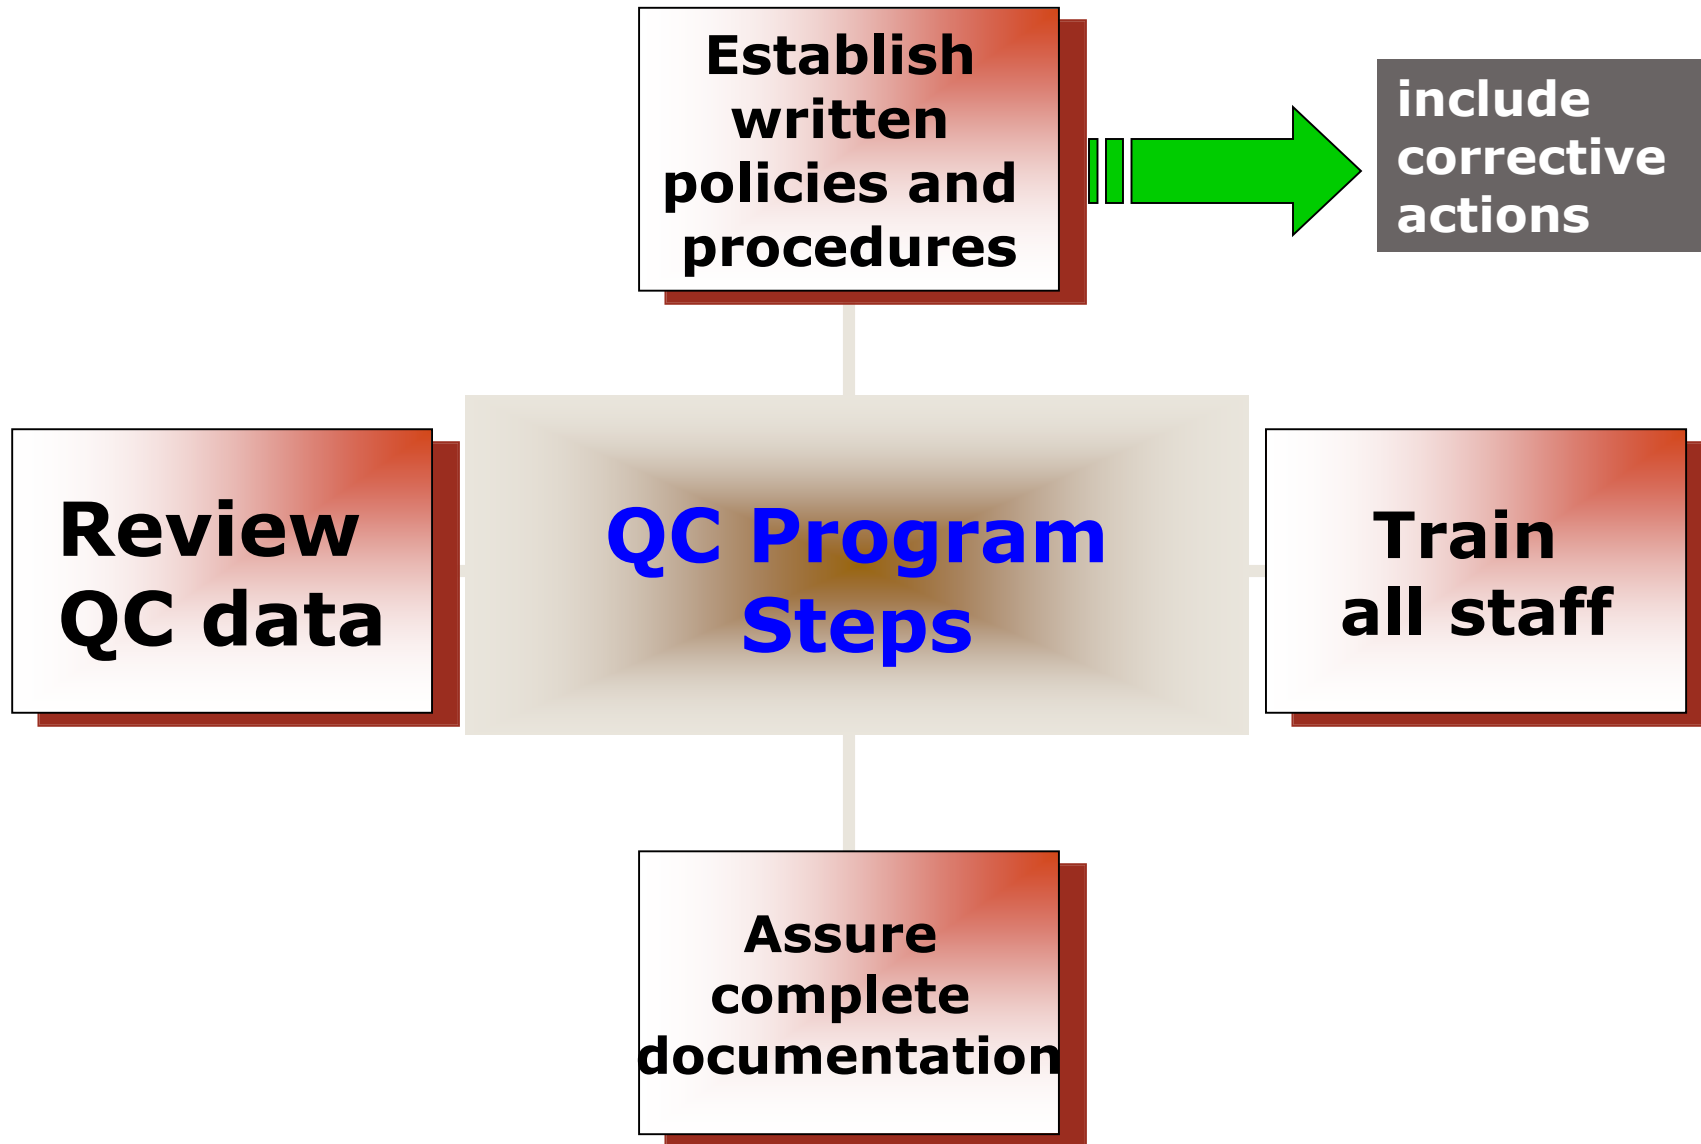 Establish
written
policies and
procedures
include
corrective
actions
Review
QC data
QC Program
Steps
Train
all staff
Assure
complete
documentation